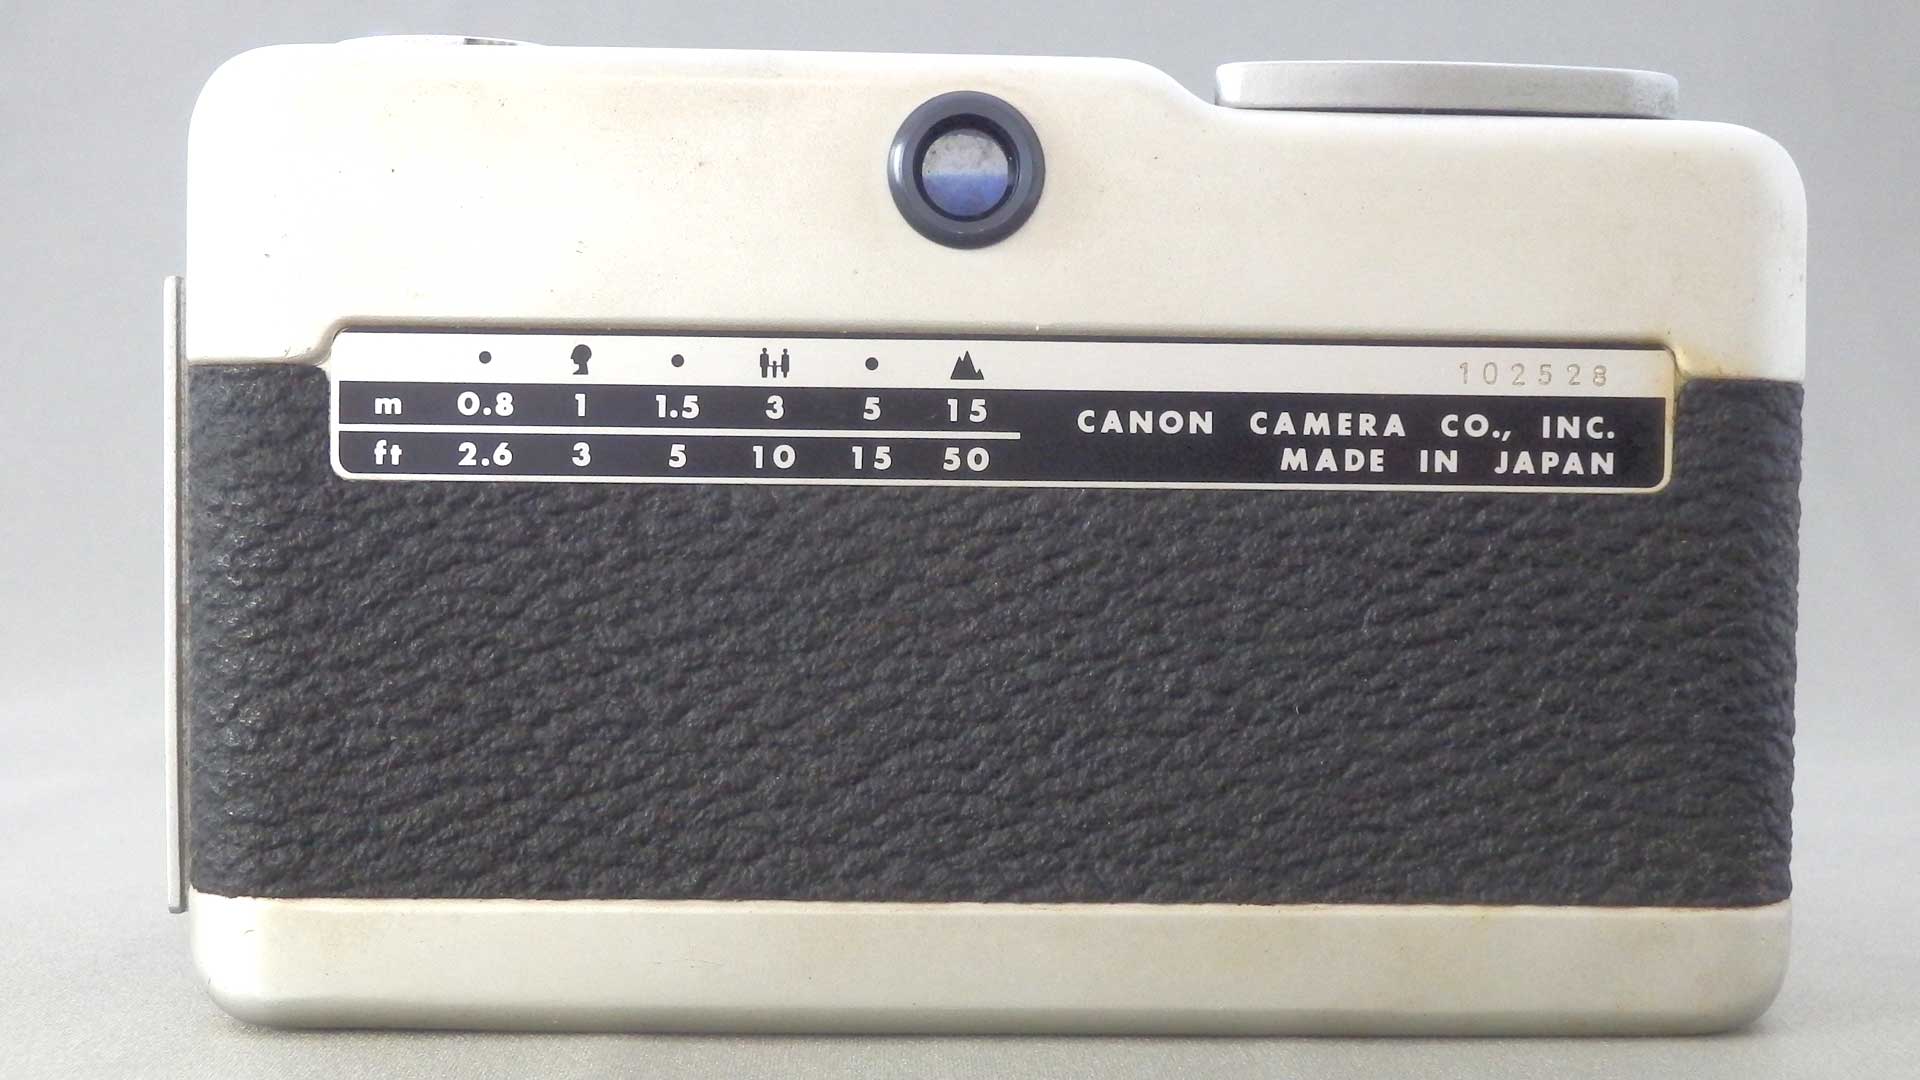 102528
m 0.8 1 1.5 3 5 15
ft 2.6 3 5 10 15 50
CANON CAMERA CO., INC.
MADE IN JAPAN